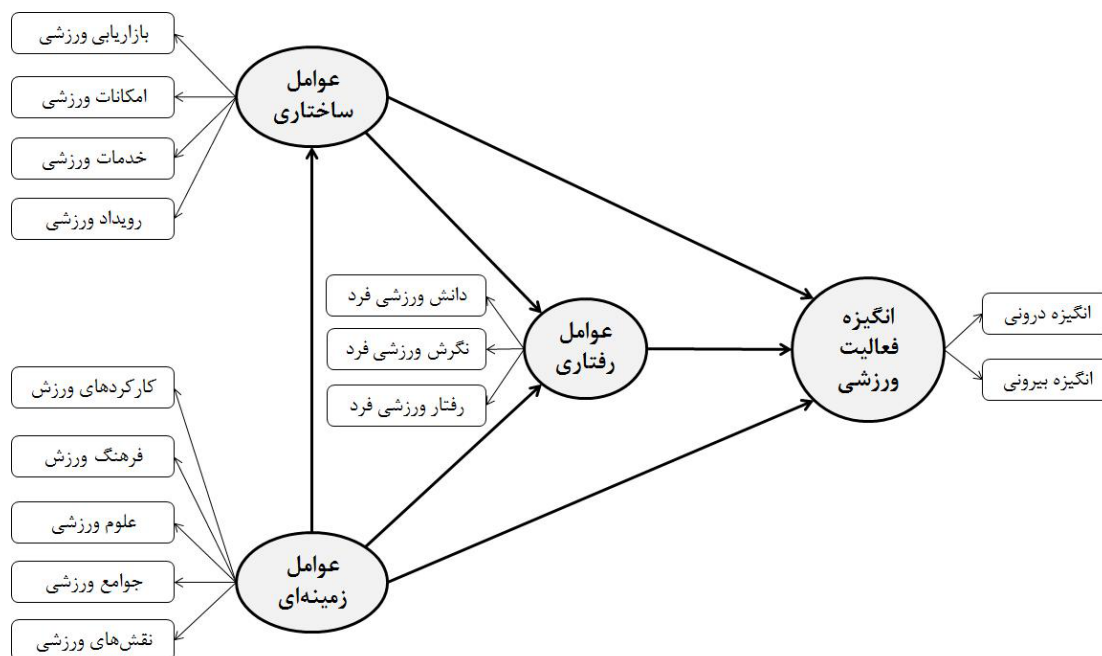 بازاریابی ورزشی
امکانات ورزشی
خدمات ورزشی
رویداد ورزشی
عوامل
ساختاری
دانش ورزشی فرد
نگرش ورزشی فرد
رفتار ورزشی فرد
عوامل
رفتاری
انگیزه
فعالیت
ورزشی
انگیزه درونی
انگیزه بیرونی
کارکردهای ورزش
فرهنگ ورزش
علوم ورزشی
جوامع ورزشی
نقش‌های ورزشی
عوامل
زمینه‌ای